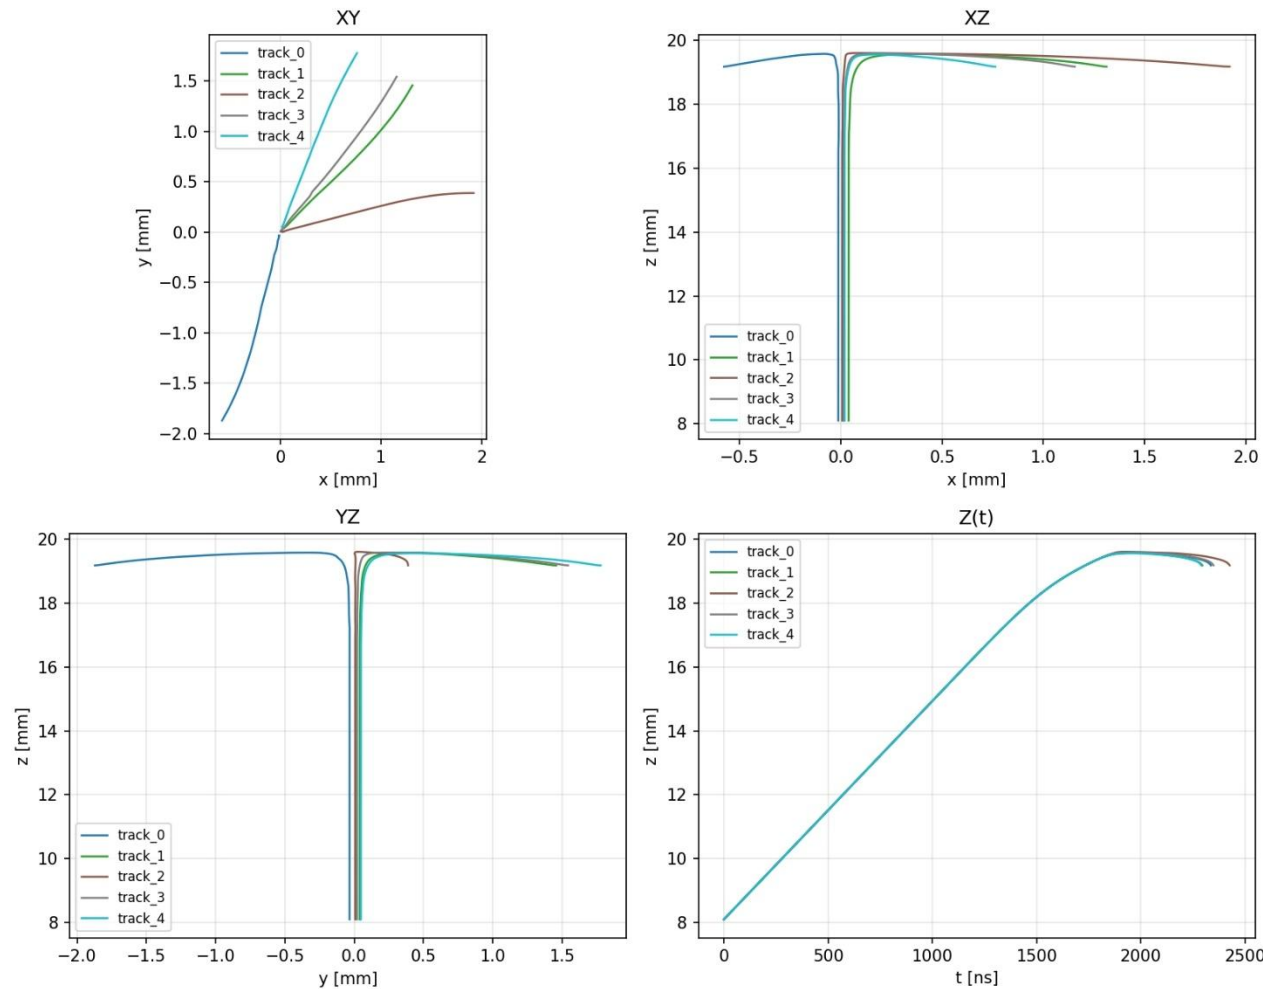 XY
track_0
track_1
track_2
track_3
track_4
1.5
1.0
0.5
0.0
−0.5
−1.0
−1.5
−2.0
y [mm]
0
1
2
x [mm]
XZ
20
18
16
14
12
10
8
z [mm]
track_0
track_1
track_2
track_3
track_4
−0.5
0.0
0.5
1.0
1.5
2.0
x [mm]
YZ
20
18
16
14
12
10
8
z [mm]
track_0
track_1
track_2
track_3
track_4
−2.0
−1.5
−1.0
−0.5
0.0
0.5
1.0
1.5
y [mm]
Z(t)
track_0
track_1
track_2
track_3
track_4
20
18
16
14
12
10
8
z [mm]
0
500
1000
1500
2000
2500
t [ns]